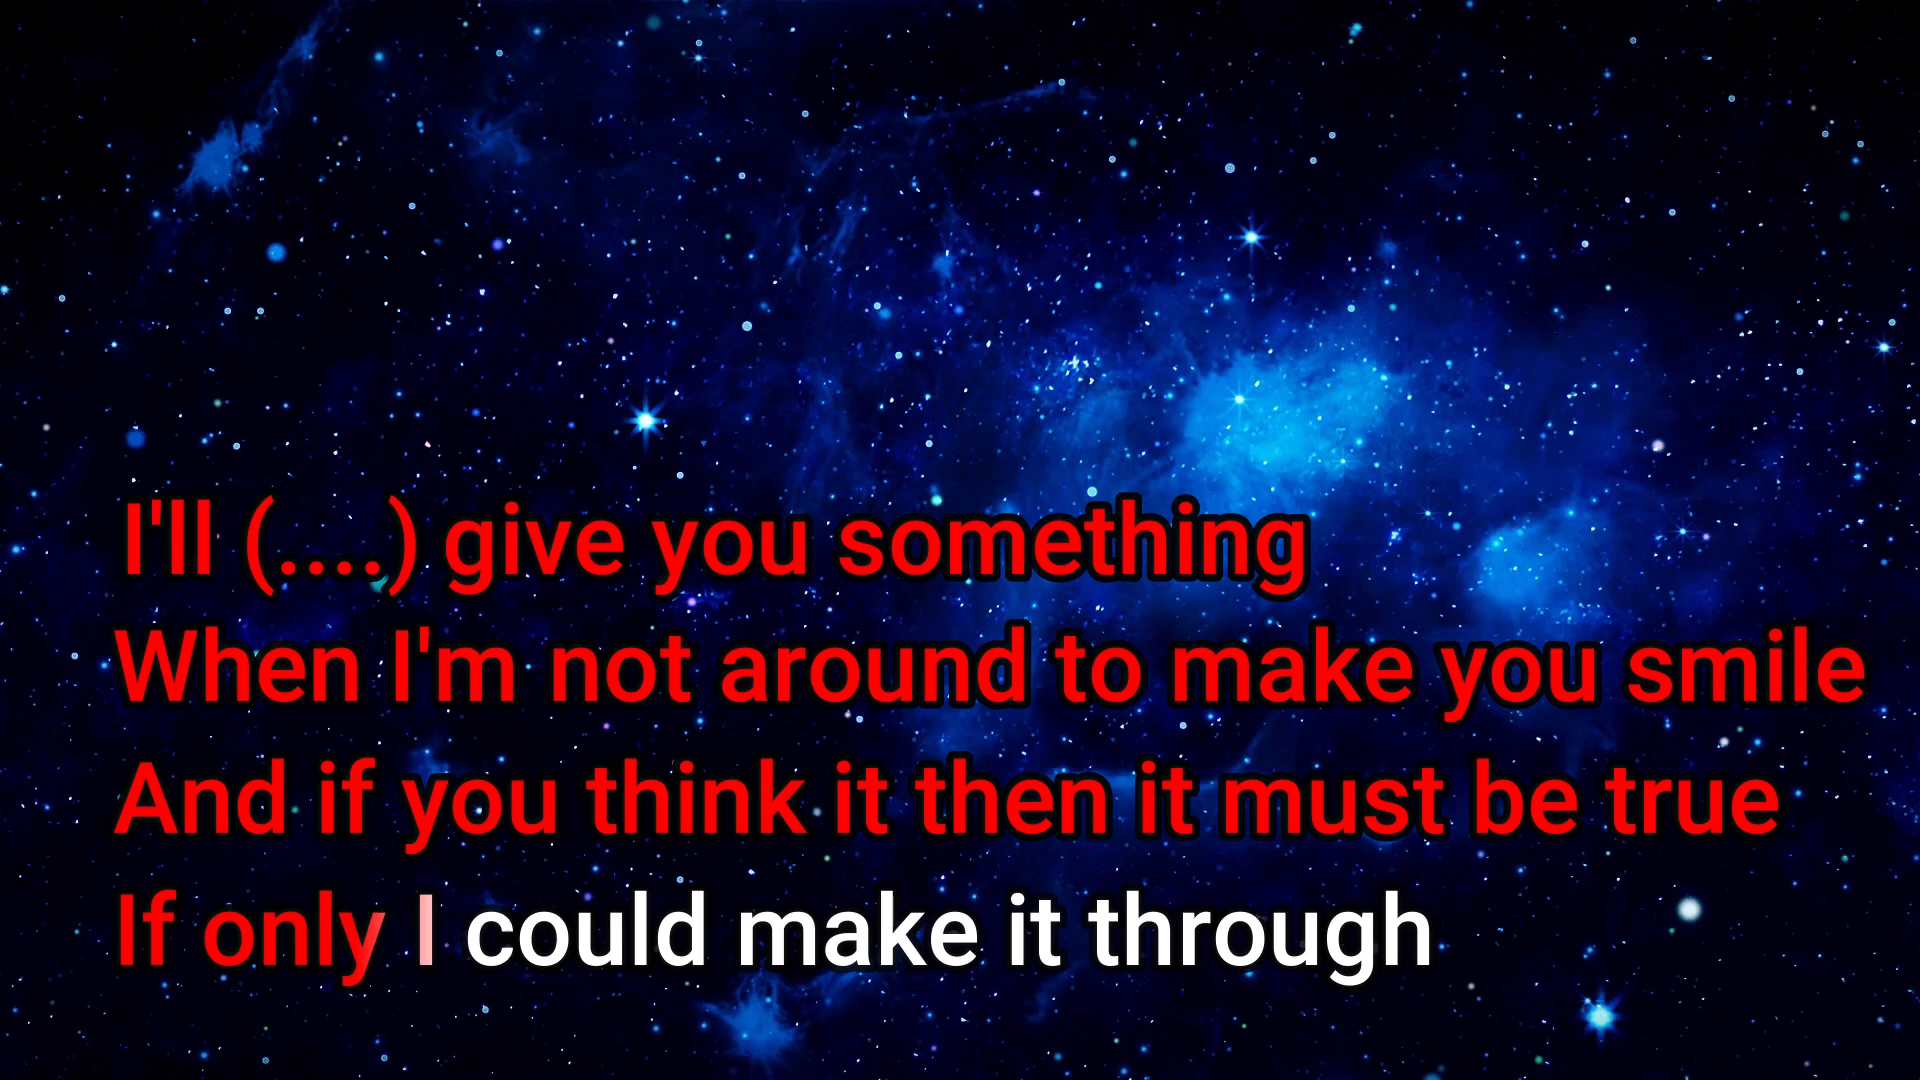 I'll (....) give you something
When I'm not around to make you smile
And if you think it then it must be true
If only I could make it through